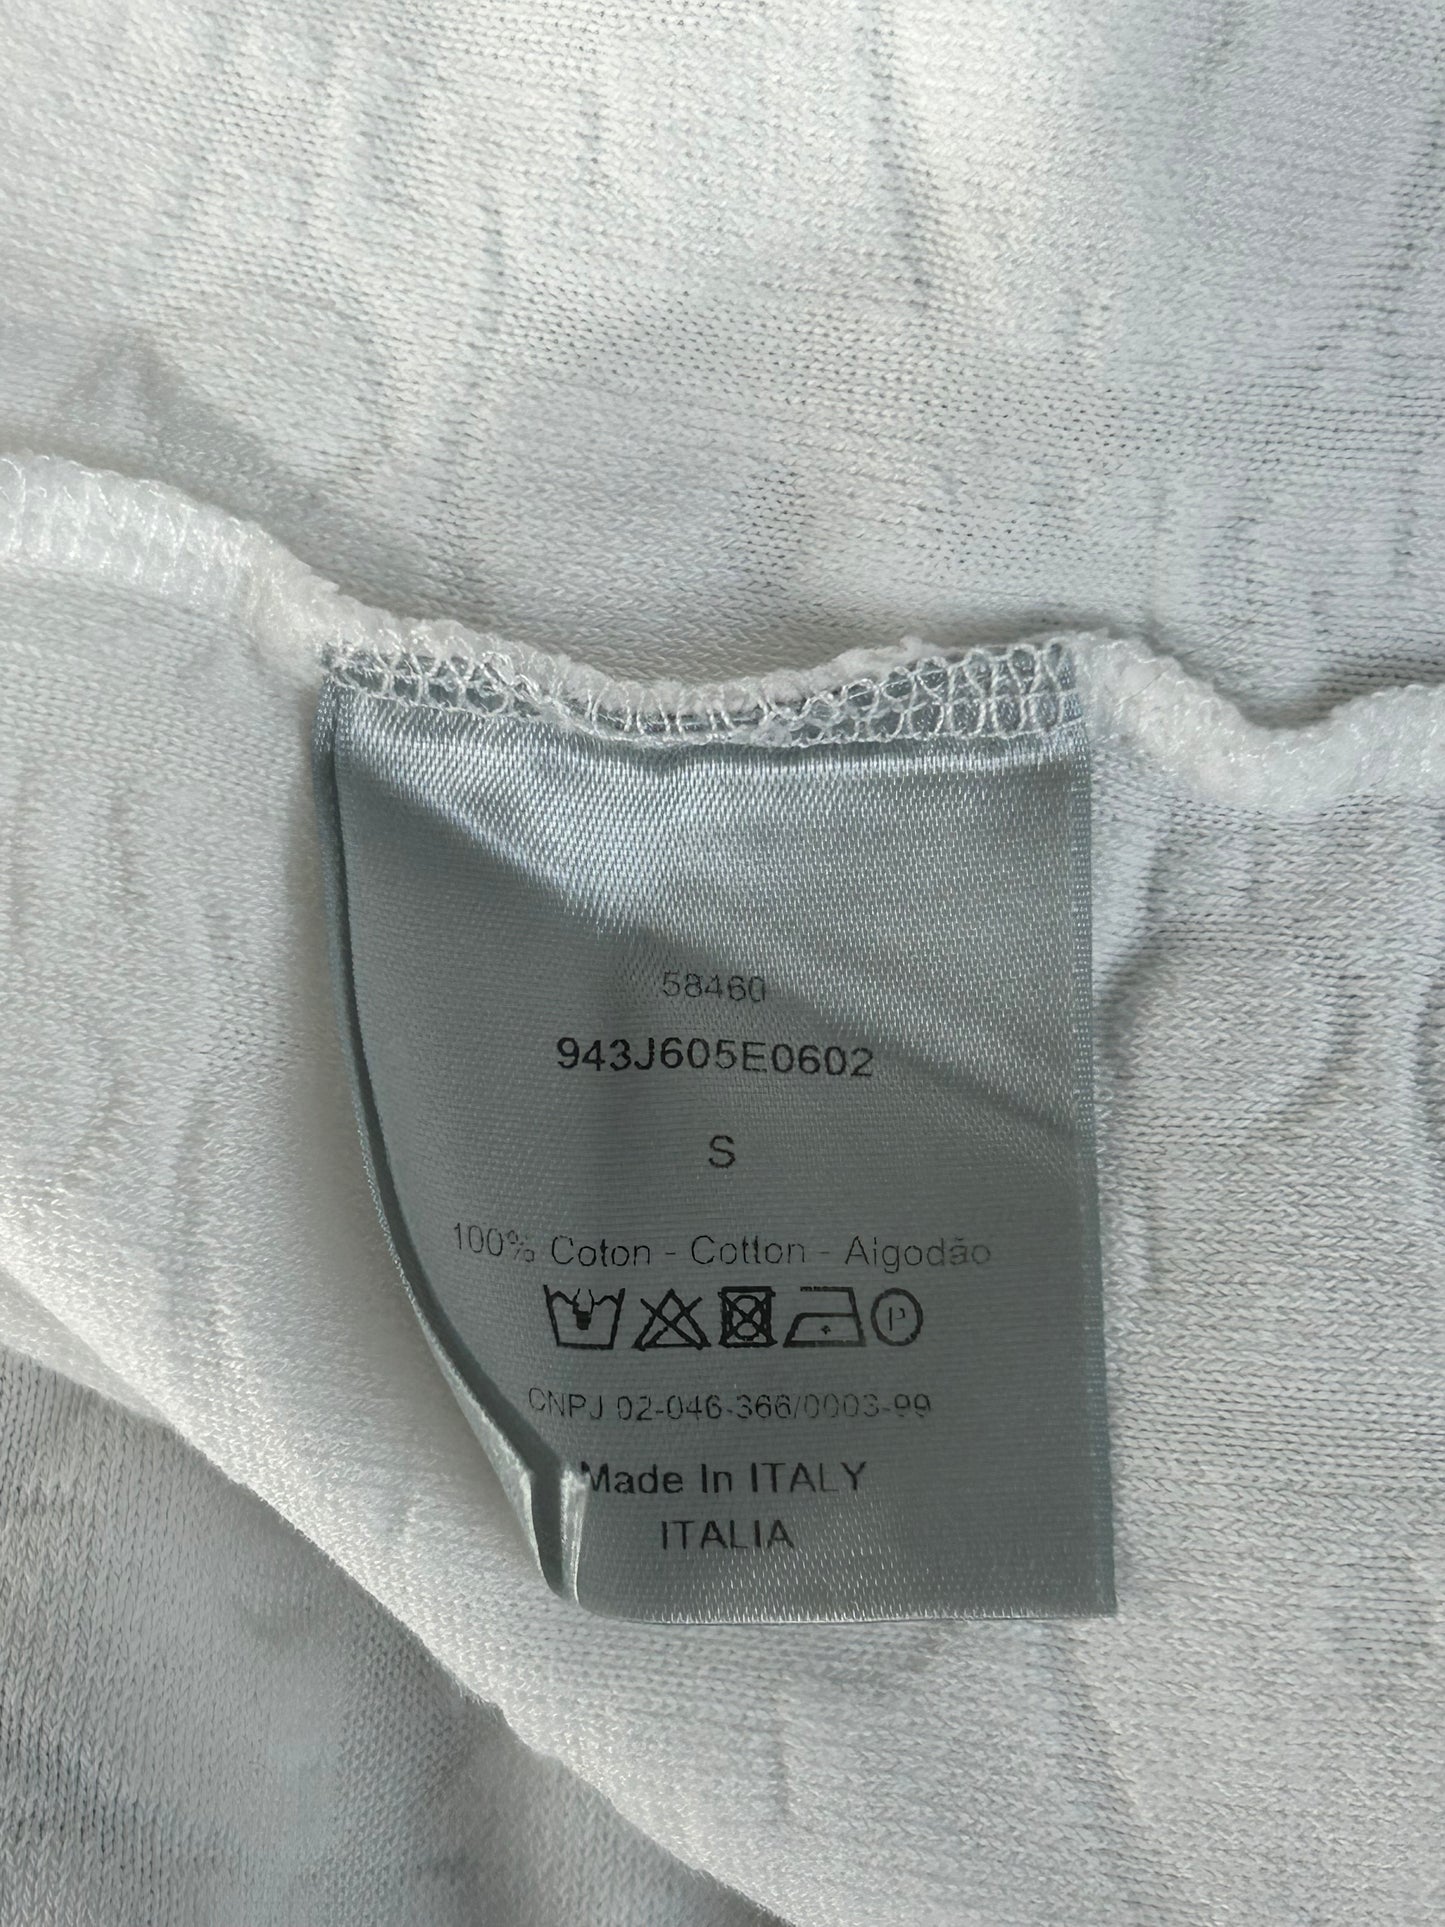 58460
943J605E0602
S
100% Coton - Cotton - Algodão
P
CNPJ 02-046-366/0003-99
Made In ITALY
ITALIA